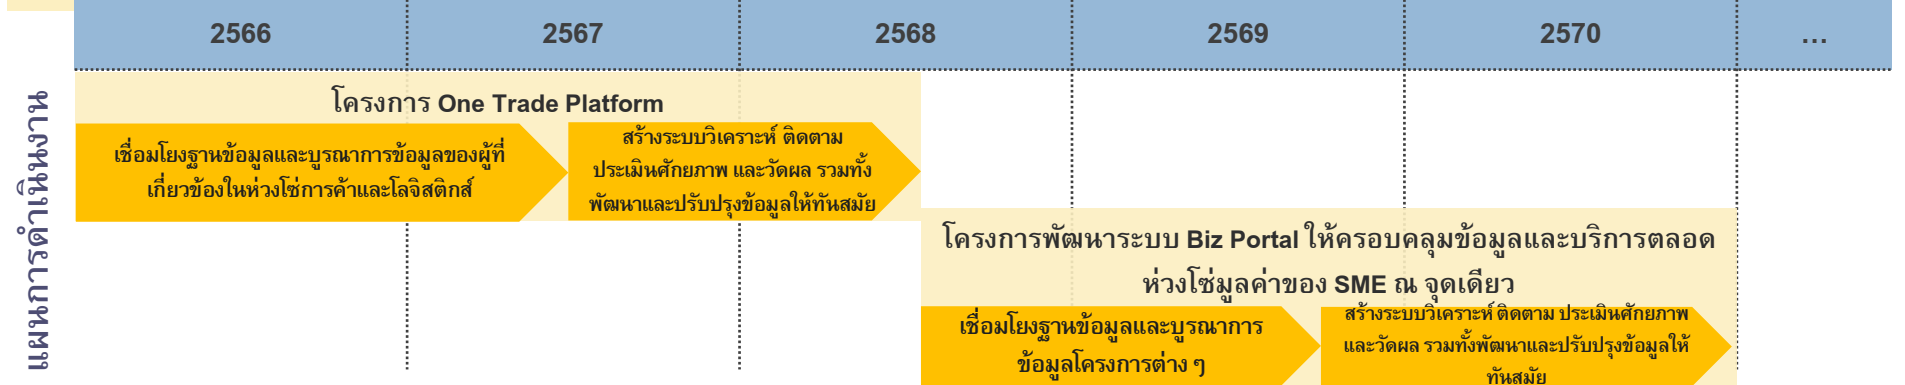 2566 2567 2568 2569 2570 ...
แผนการดำเนินงาน
โครงการ One Trade Platform
เชื่อมโยงฐานข้อมูลและบูรณาการข้อมูลของผู้ที่
เกี่ยวข้องในห่วงโซ่การค้าและโลจิสติกส์
สร้างระบบวิเคราะห์ ติดตาม
ประเมินศักยภาพ และวัดผล รวมทั้ง
พัฒนาและปรับปรุงข้อมูลให้ทันสมัย
โครงการพัฒนาระบบ Biz Portal ให้ครอบคลุมข้อมูลและบริการตลอด
ห่วงโซ่มูลค่าของ SME ณ จุดเดียว
เชื่อมโยงฐานข้อมูลและบูรณาการ
ข้อมูลโครงการต่าง ๆ
สร้างระบบวิเคราะห์ ติดตาม ประเมินศักยภาพ
และวัดผล รวมทั้งพัฒนาและปรับปรุงข้อมูลให้
ทันสมัย